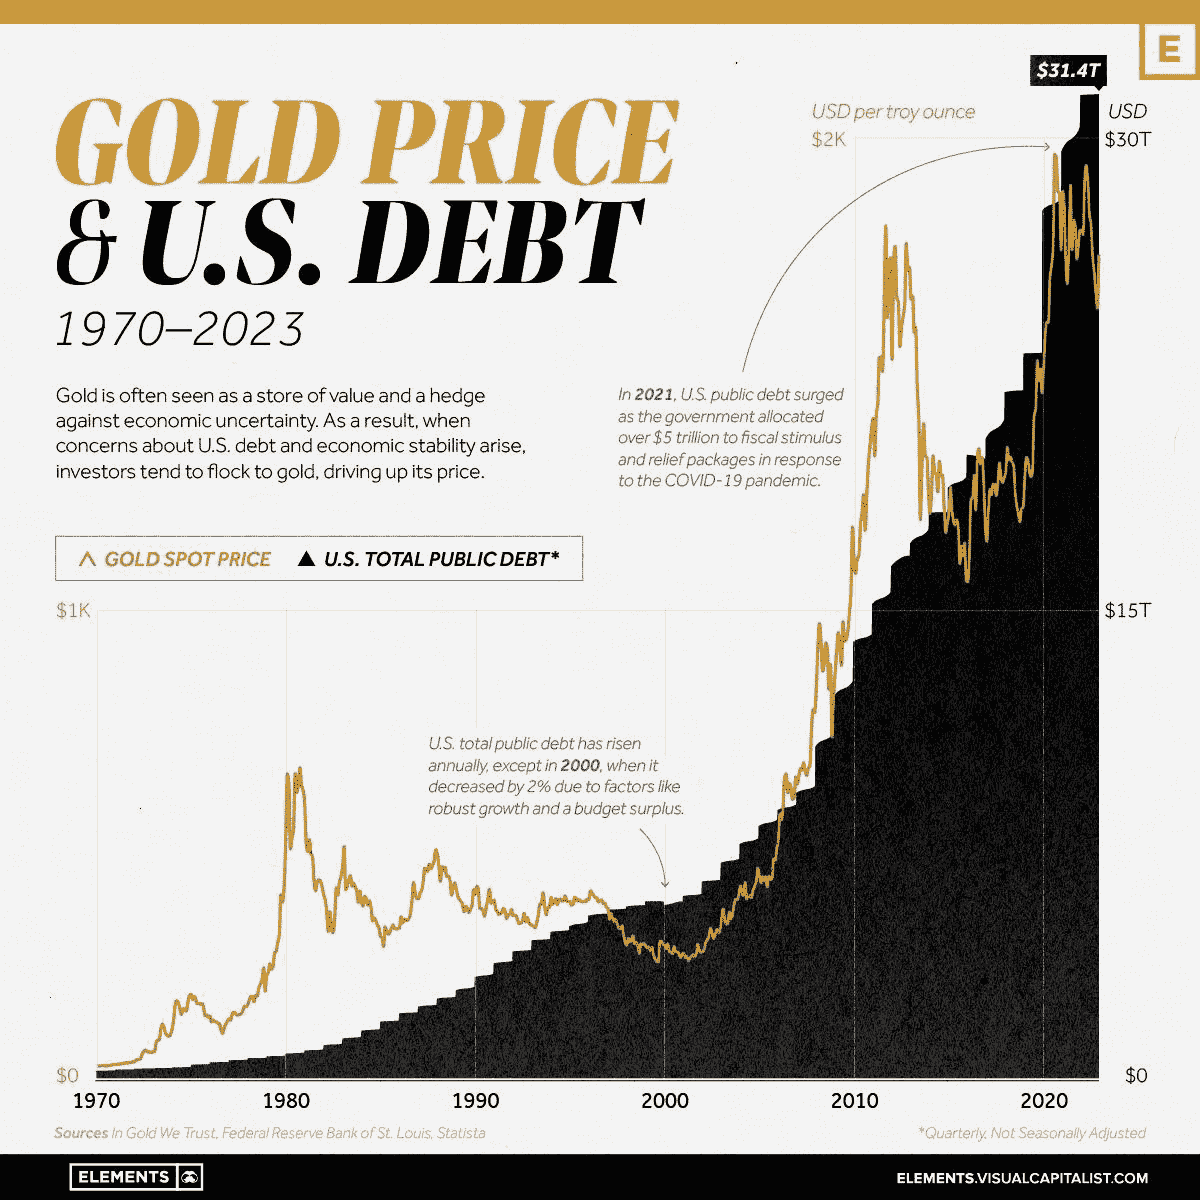 E
$31.4T
GOLD PRICE
& U.S. DEBT
1970–2023
USD per troy ounce
$2K
USD
$30T
Gold is often seen as a store of value and a hedge
against economic uncertainty. As a result, when
concerns about U.S. debt and economic stability arise,
investors tend to flock to gold, driving up its price.
In 2021, U.S. public debt surged
as the government allocated
over $5 trillion to fiscal stimulus
and relief packages in response
to the COVID-19 pandemic.
GOLD SPOT PRICE U.S. TOTAL PUBLIC DEBT*
$1K
$15T
U.S. total public debt has risen
annually, except in 2000, when it
decreased by 2% due to factors like
robust growth and a budget surplus.
$0
$0
1970 1980 1990 2000 2010 2020
Sources In Gold We Trust, Federal Reserve Bank of St. Louis, Statista
*Quarterly. Not Seasonally Adjusted
ELEMENTS
ELEMENTS.VISUALCAPITALIST.COM